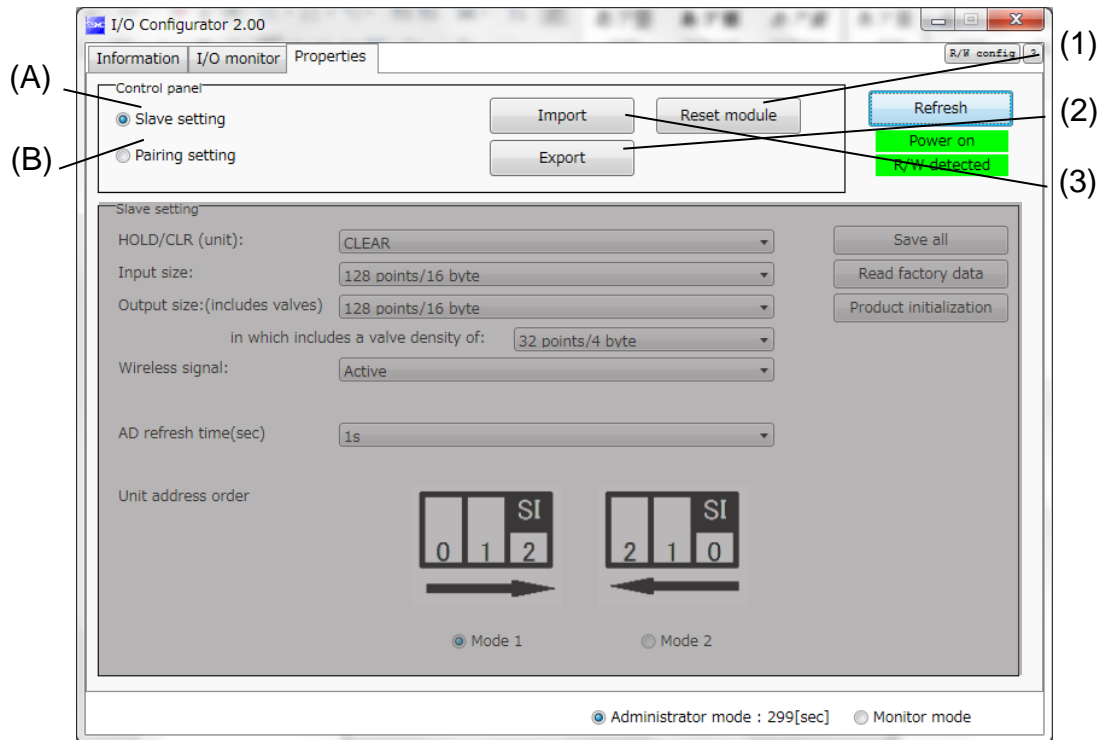 I/O Configurator 2.00
Information I/O monitor Properties R/W config ?
(1)
(A)
Control panel
Slave setting Import Reset module Refresh
(2)
Power on
(B)
Pairing setting Export
R/W detected
(3)
Slave setting
HOLD/CLR (unit): CLEAR Save all
Input size: 128 points/16 byte Read factory data
Output size:(includes valves) 128 points/16 byte Product initialization
in which includes a valve density of: 32 points/4 byte
Wireless signal: Active
AD refresh time(sec) 1s
Unit address order
SI SI
0 1 2 2 1 0
Mode 1 Mode 2
Administrator mode : 299[sec] Monitor mode